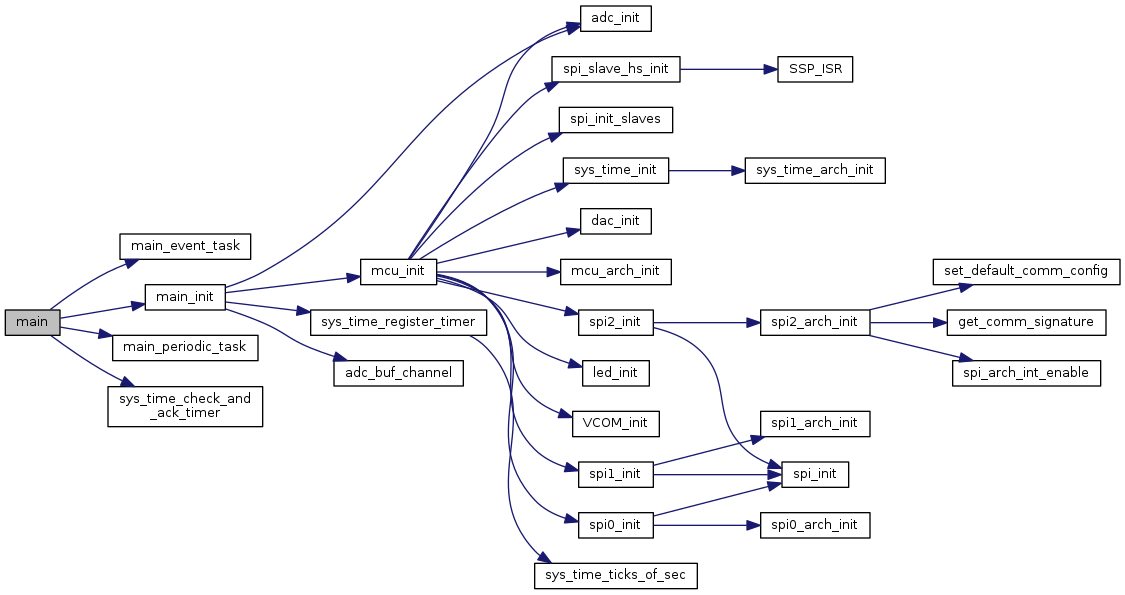 adc_init
spi_slave_hs_init
SSP_ISR
spi_init_slaves
sys_time_init
sys_time_arch_init
dac_init
main_event_task
mcu_init
mcu_arch_init
set_default_comm_config
main_init
main
sys_time_register_timer
spi2_init
spi2_arch_init
get_comm_signature
main_periodic_task
adc_buf_channel
led_init
spi_arch_int_enable
sys_time_check_and
_ack_timer
VCOM_init
spi1_arch_init
spi1_init
spi_init
spi0_init
spi0_arch_init
sys_time_ticks_of_sec